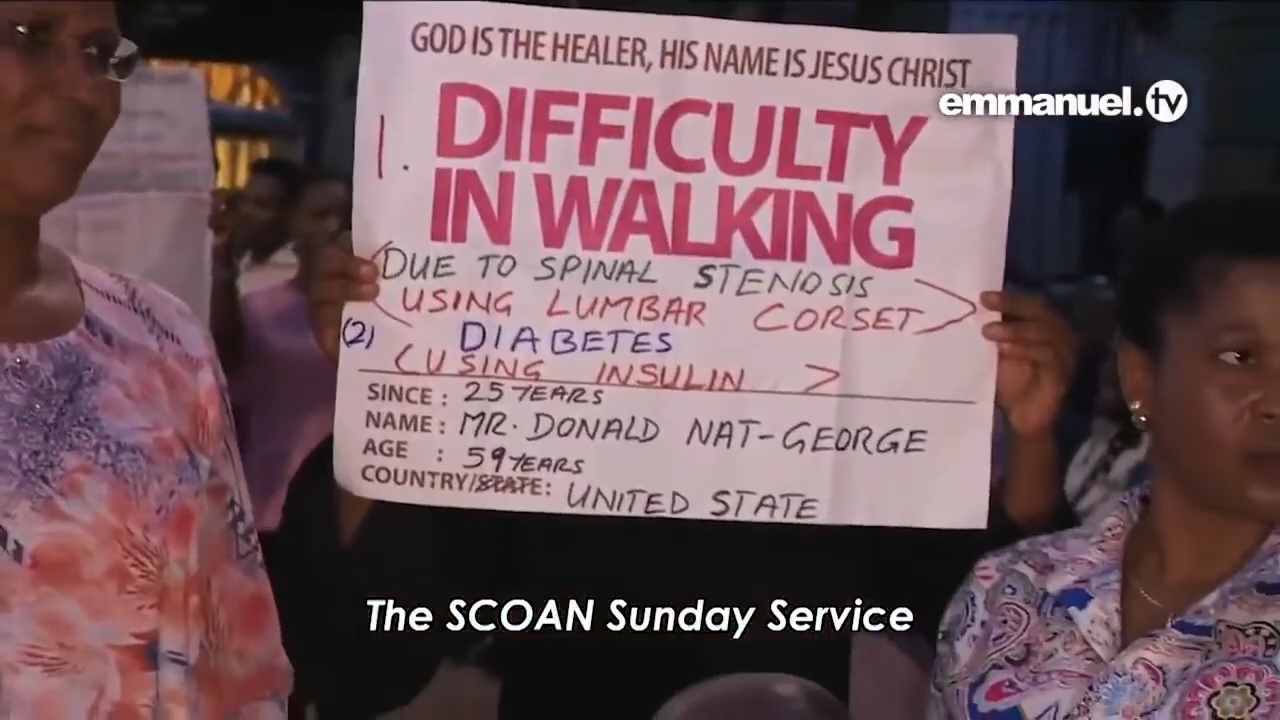 GOD IS THE HEALER, HIS NAME IS JESUS CHRIST
emmanuel.tv
1. DIFFICULTY
IN WALKING
DUE TO SPINAL STENOSIS
USING LUMBAR CORSET
(2) DIABETES
(USING INSULIN >
SINCE : 25 YEARS
NAME : MR. DONALD NAT-GEORGE
AGE : 59 YEARS
COUNTRY/STATE: UNITED STATE
The SCOAN Sunday Service